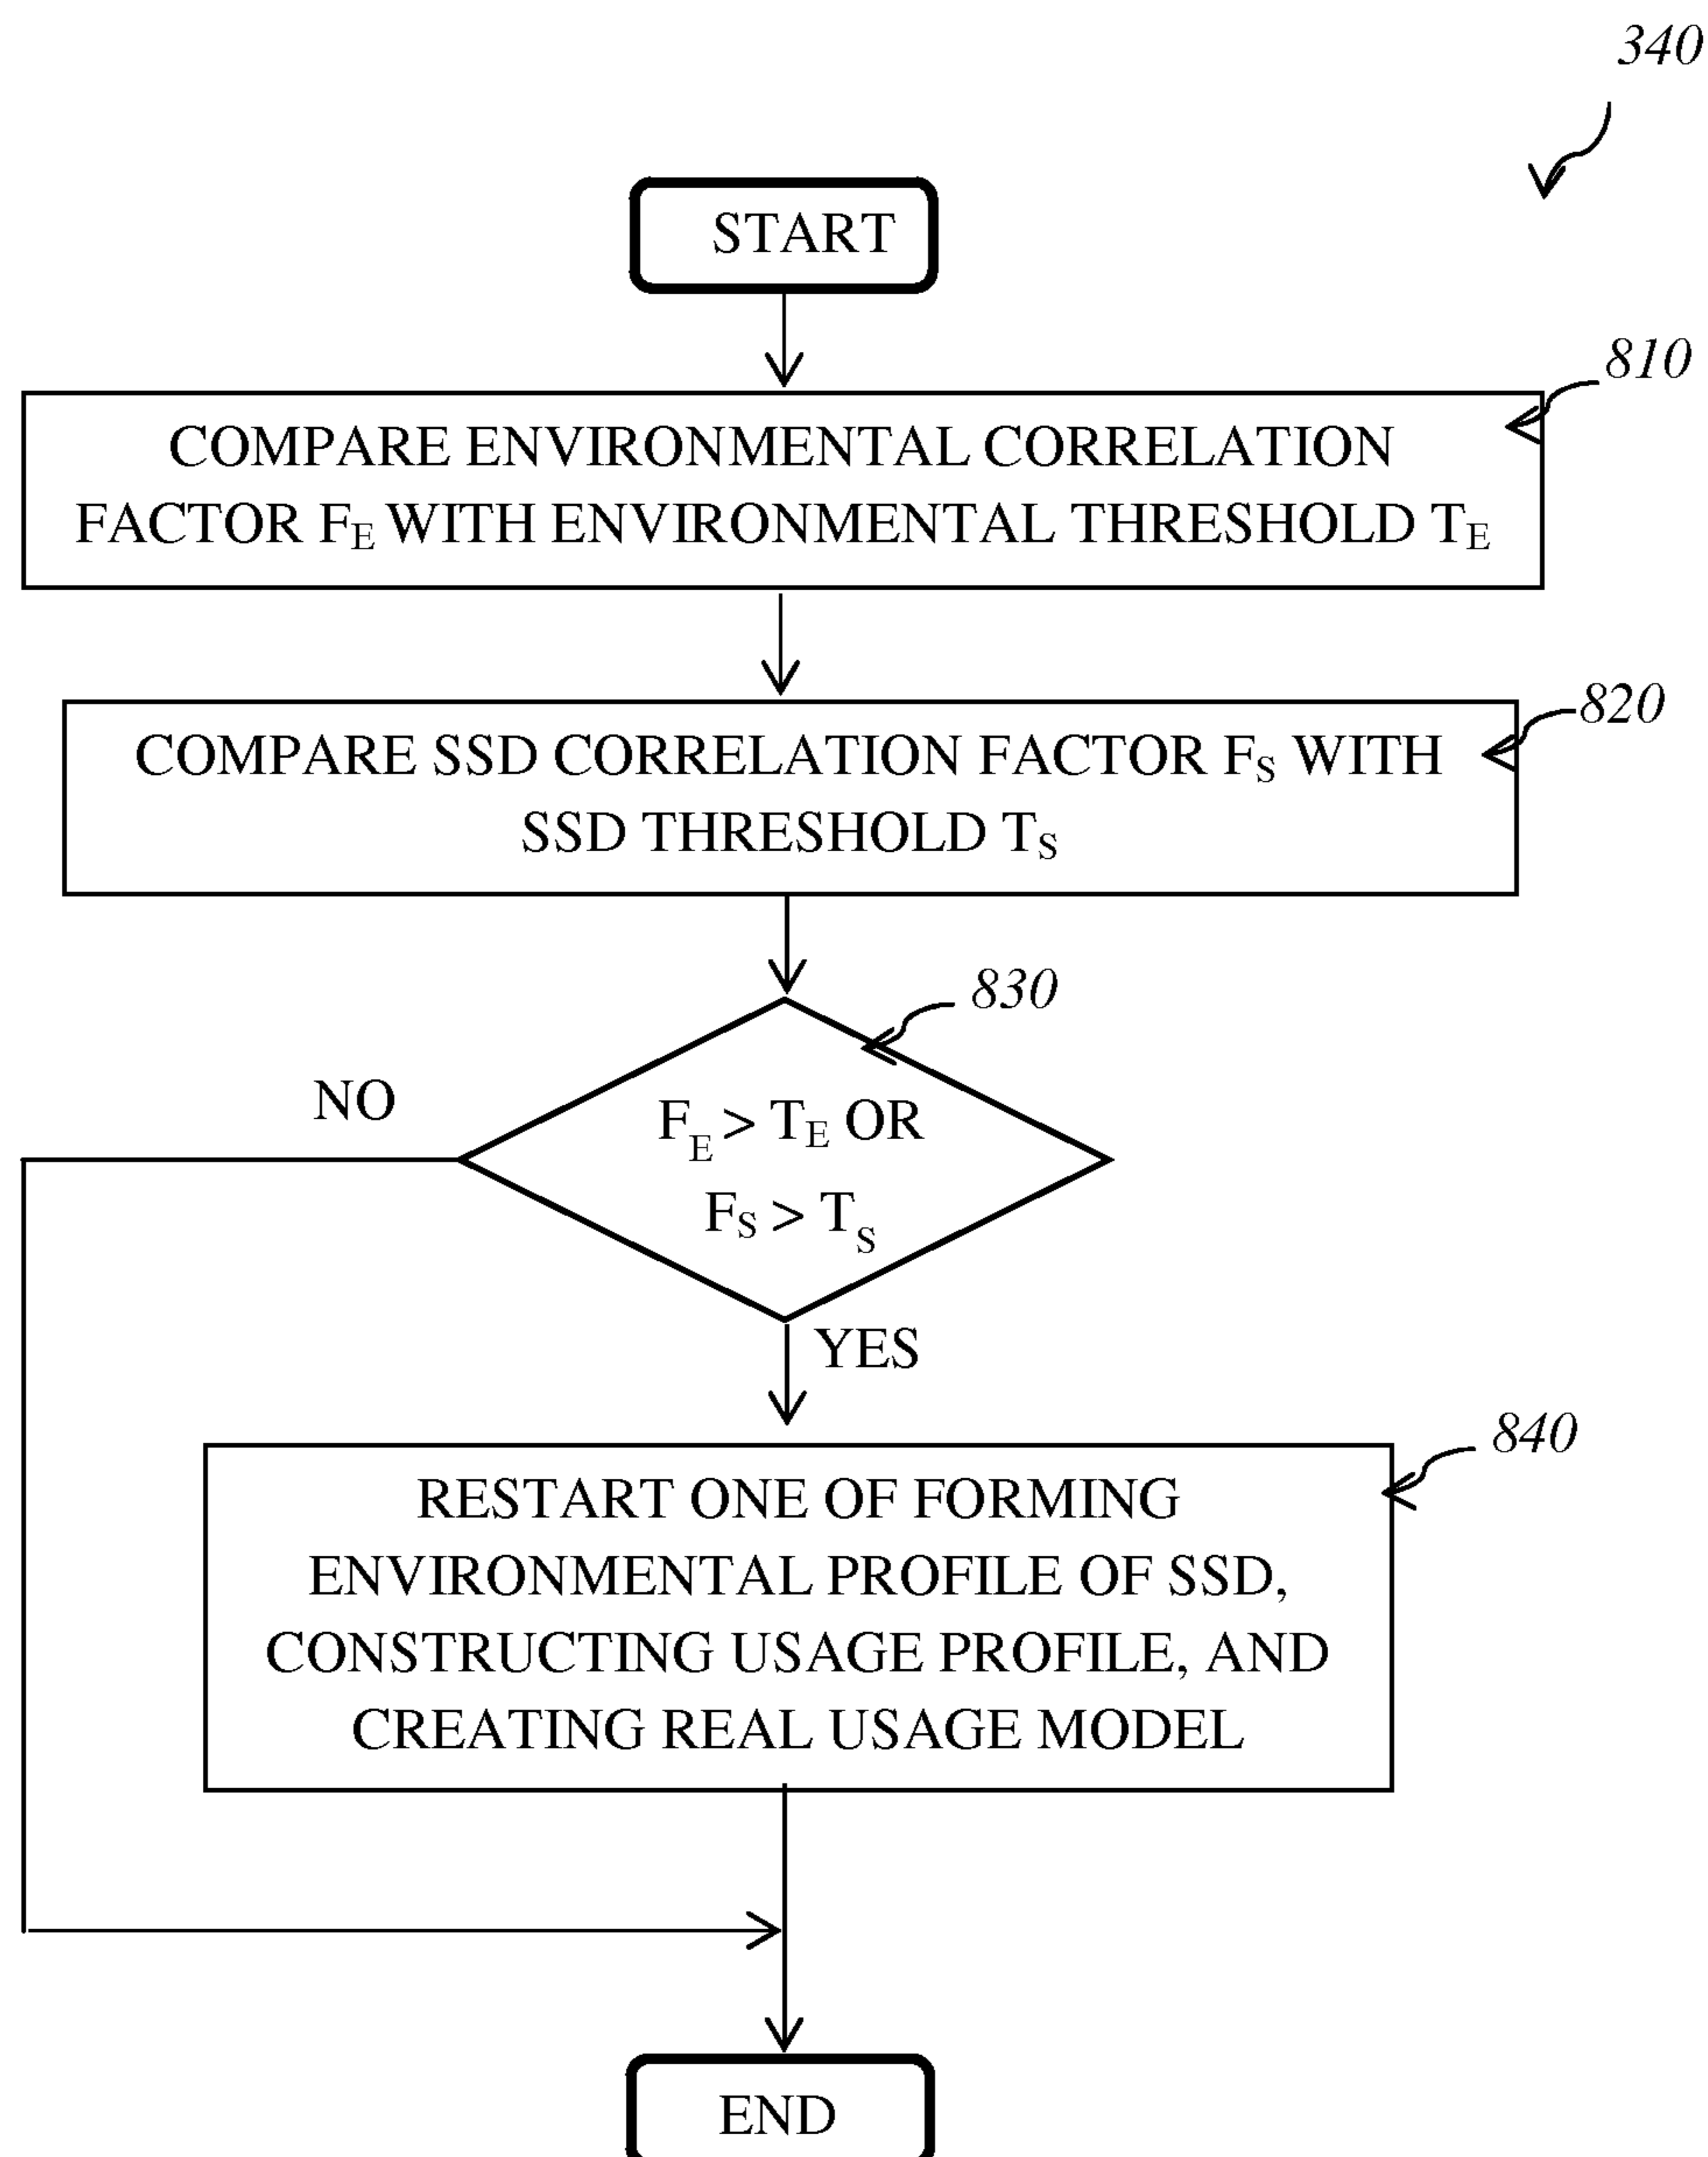 340
START
810
COMPARE ENVIRONMENTAL CORRELATION
FACTOR FE WITH ENVIRONMENTAL THRESHOLD TE
820
COMPARE SSD CORRELATION FACTOR FS WITH
SSD THRESHOLD TS
830
NO
FE > TE OR
FS > TS
YES
840
RESTART ONE OF FORMING
ENVIRONMENTAL PROFILE OF SSD,
CONSTRUCTING USAGE PROFILE, AND
CREATING REAL USAGE MODEL
END